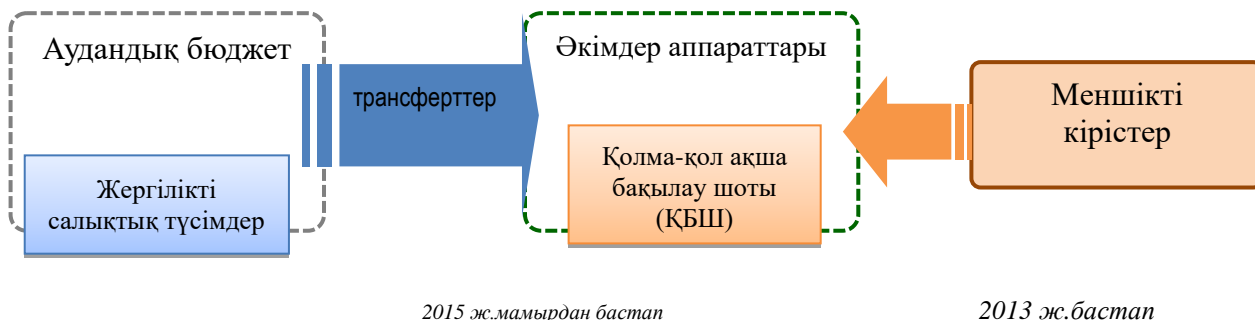 Аудандық бюджет
Жергілікті
салықтық түсімдер
трансферттер
Әкімдер аппараттары
Қолма-қол ақша
бақылау шоты
(ҚБШ)
Меншікті
кірістер
2015 ж.мамырдан бастап
2013 ж.бастап